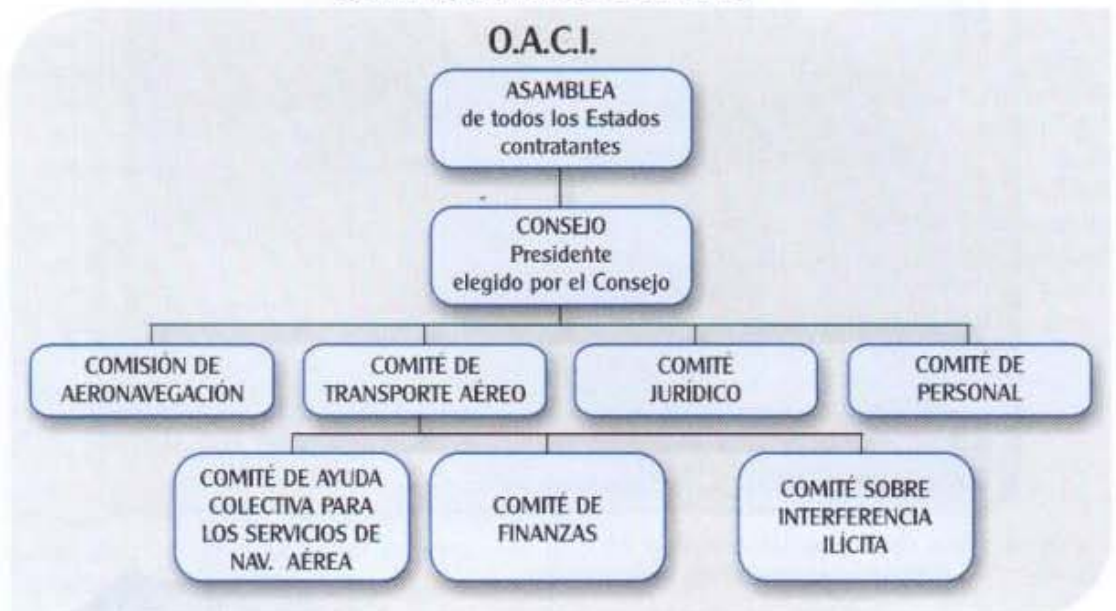 O.A.C.I.
ASAMBLEA
de todos los Estados
contratantes
CONSEJO
Presidente
elegido por el Consejo
COMISIÓN DE
AERONAVEGACIÓN
COMITÉ DE
TRANSPORTE AÉREO
COMITÉ
JURÍDICO
COMITÉ DE
PERSONAL
COMITÉ DE AYUDA
COLECTIVA PARA
LOS SERVICIOS DE
NAV. AÉREA
COMITÉ DE
FINANZAS
COMITÉ SOBRE
INTERFERENCIA
ILÍCITA